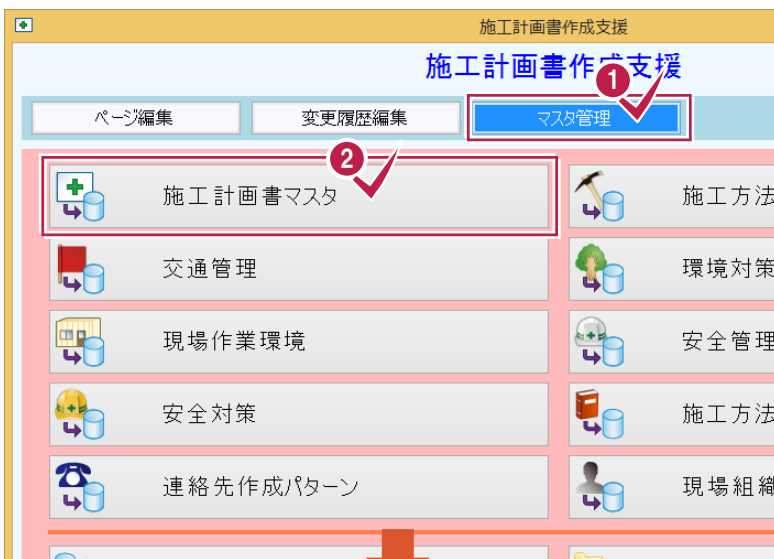 施工計画書作成支援
施工計画書作成支援
1
ページ編集
変更履歴編集
マスタ管理
2
施工計画書マスタ
施工方法
交通管理
環境対策
現場作業環境
安全管理
安全対策
施工方法
連絡先作成パターン
現場組織